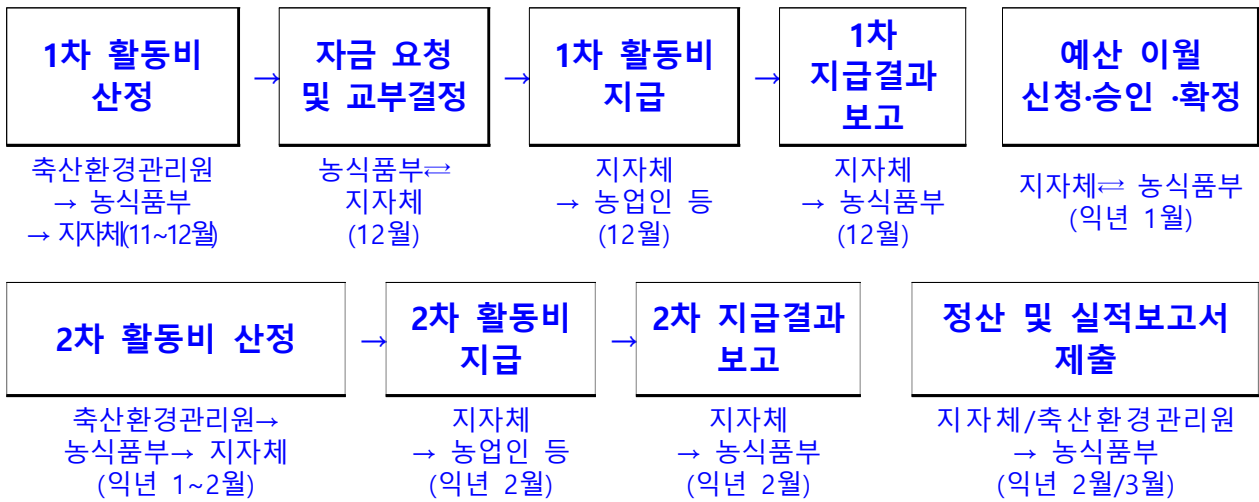 1차 활동비
산정
→
자금 요청
및 교부결정
→
1차 활동비
지급
→
1차
지급결과
보고
예산 이월
신청·승인 ·확정
축산환경관리원
→ 농식품부
→ 지자체(11~12월)
농식품부⇄
지자체
(12월)
지자체
→ 농업인 등
(12월)
지자체
→ 농식품부
(12월)
지자체⇄ 농식품부
(익년 1월)
2차 활동비 산정
→
2차 활동비
지급
→
2차 지급결과
보고
정산 및 실적보고서
제출
축산환경관리원→
농식품부→ 지자체
(익년 1~2월)
지자체
→ 농업인 등
(익년 2월)
지자체
→ 농식품부
(익년 2월)
지자체/축산환경관리원
→ 농식품부
(익년 2월/3월)